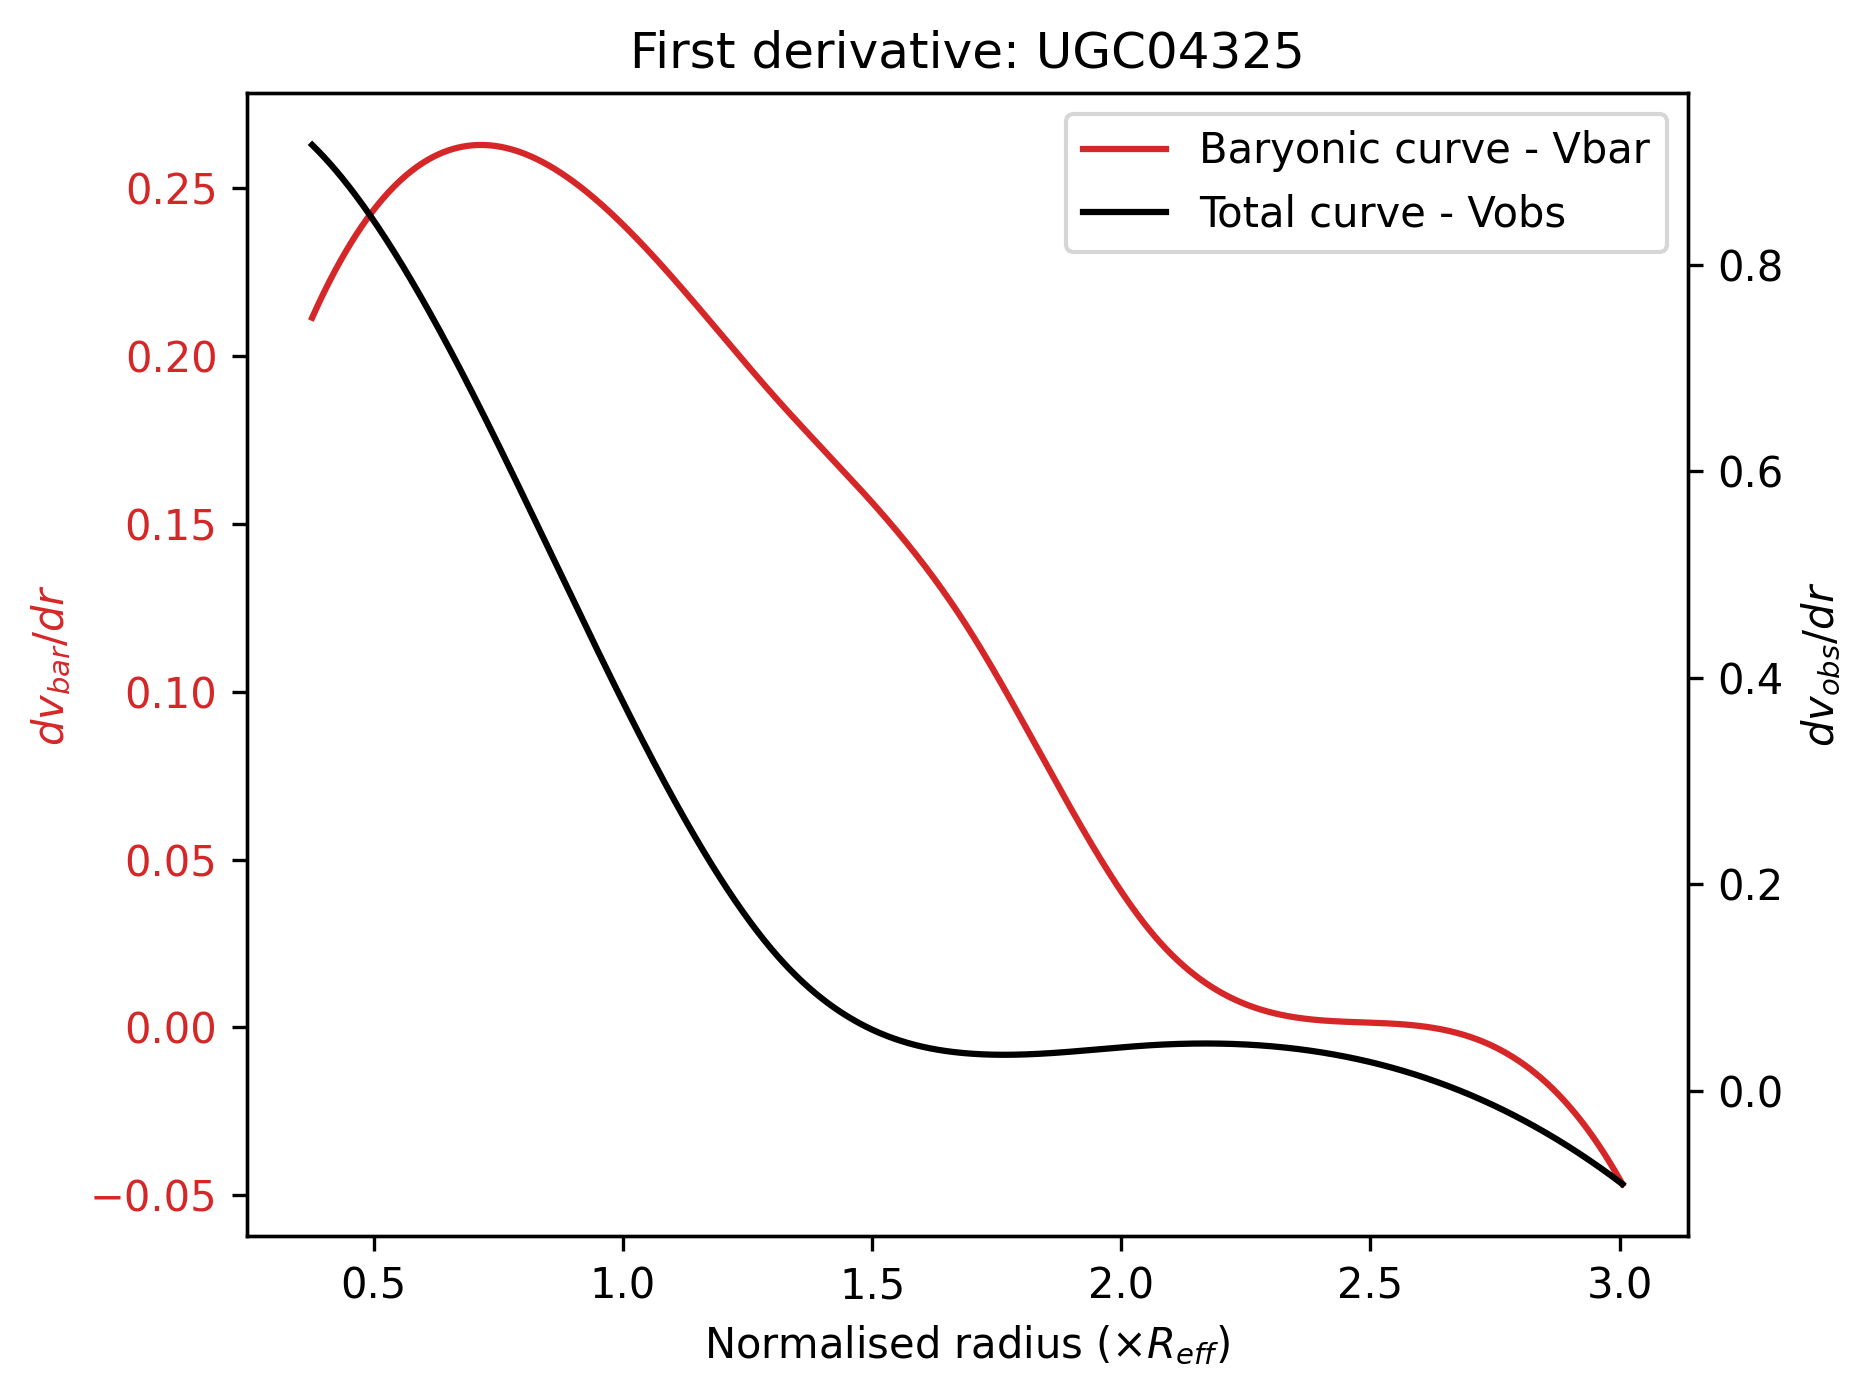 First derivative: UGC04325
Baryonic curve - Vbar
Total curve - Vobs
0.25
0.20
0.15
0.10
0.05
0.00
−0.05
dv_bar/dr
0.8
0.6
0.4
0.2
0.0
dv_obs/dr
0.5 1.0 1.5 2.0 2.5 3.0
Normalised radius (×R_eff)